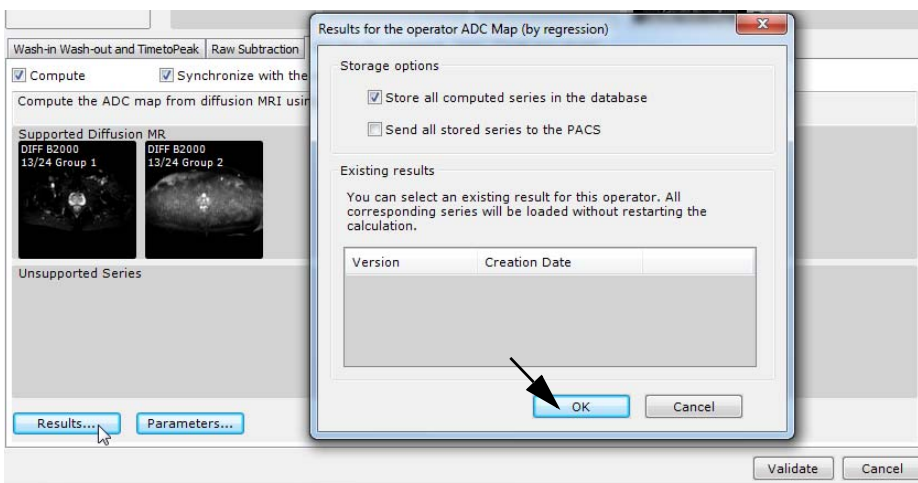 Wash-in Wash-out and TimetoPeak
Raw Subtraction
Compute
Synchronize with the
Compute the ADC map from diffusion MRI usin
Supported Diffusion MR
DIFF B2000
13/24 Group 1
DIFF B2000
13/24 Group 2
Unsupported Series
Results...
Parameters...
Results for the operator ADC Map (by regression)
Storage options
Store all computed series in the database
Send all stored series to the PACS
Existing results
You can select an existing result for this operator. All
corresponding series will be loaded without restarting the
calculation.
Version
Creation Date
OK
Cancel
Validate
Cancel